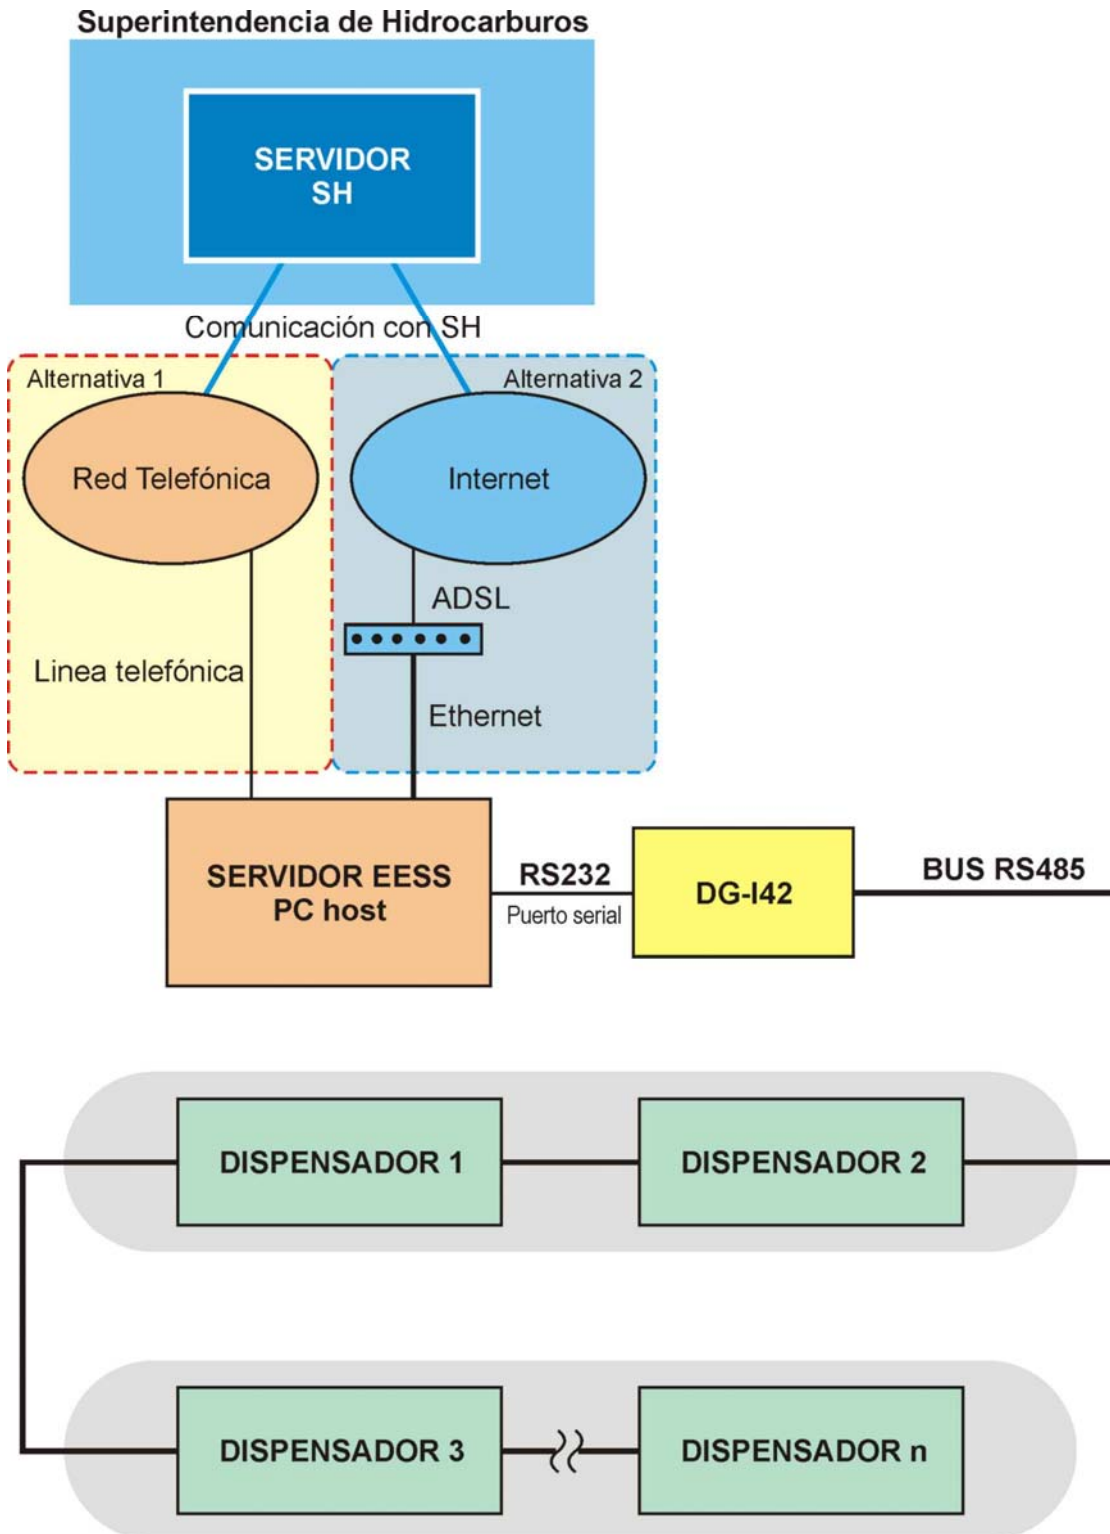 Superintendencia de Hidrocarburos
SERVIDOR
SH
Comunicación con SH
Alternativa 1
Alternativa 2
Red Telefónica
Internet
ADSL
Linea telefónica
Ethernet
SERVIDOR EESS
PC host
RS232
Puerto serial
DG-I42
BUS RS485
DISPENSADOR 1
DISPENSADOR 2
DISPENSADOR 3
DISPENSADOR n